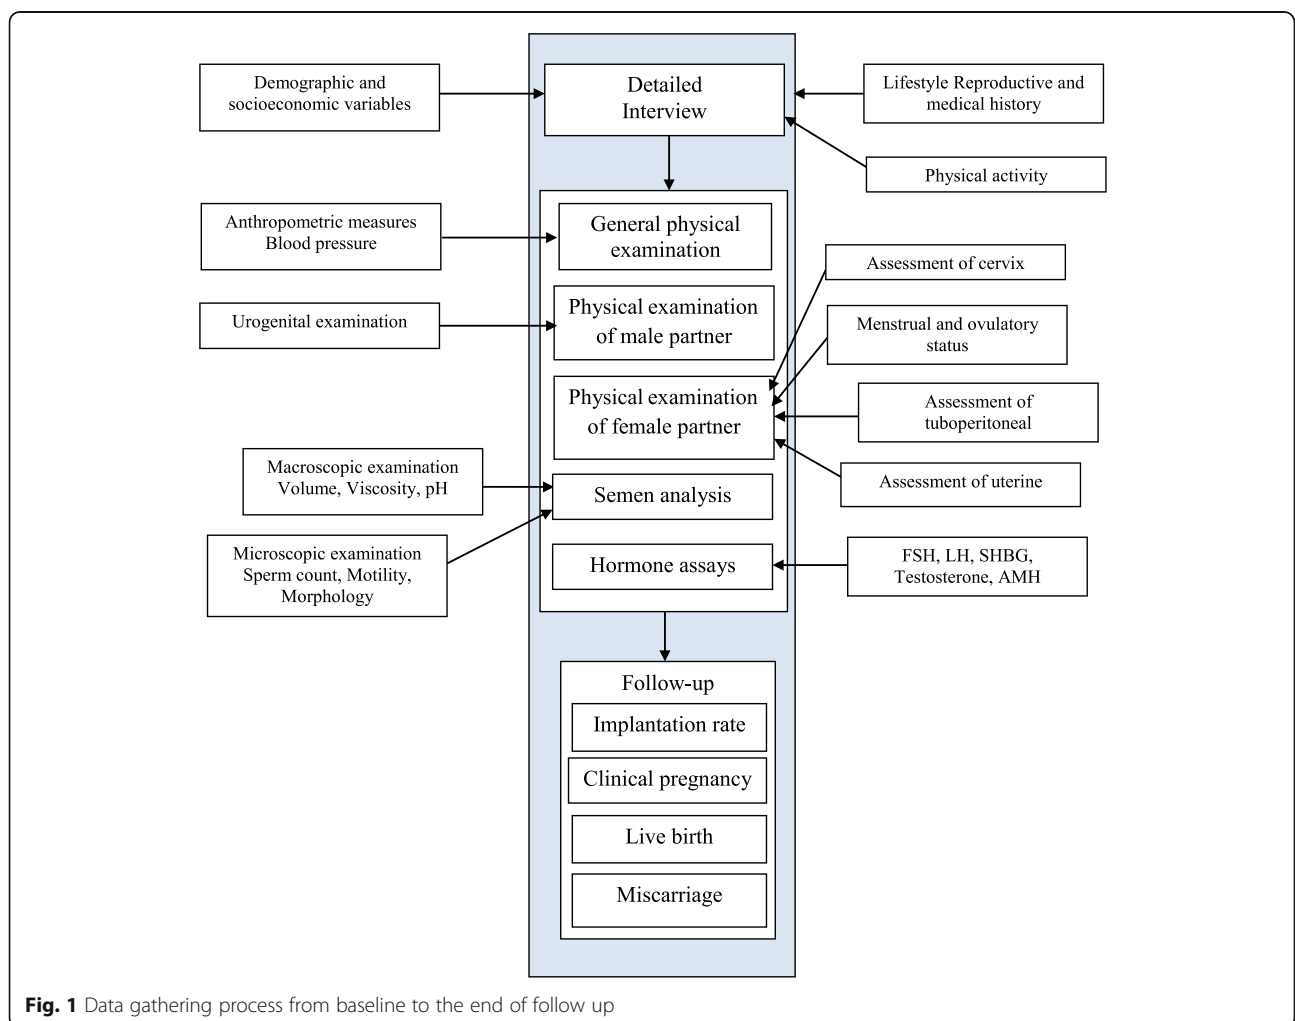 Demographic and
socioeconomic variables
Detailed
Interview
Lifestyle Reproductive and
medical history
Physical activity
Anthropometric measures
Blood pressure
General physical
examination
Assessment of cervix
Urogenital examination
Physical examination
of male partner
Menstrual and ovulatory
status
Physical examination
of female partner
Assessment of
tuboperitoneal
Macroscopic examination
Volume, Viscosity, pH
Semen analysis
Assessment of uterine
Microscopic examination
Sperm count, Motility,
Morphology
Hormone assays
FSH, LH, SHBG,
Testosterone, AMH
Follow-up
Implantation rate
Clinical pregnancy
Live birth
Miscarriage
Fig. 1 Data gathering process from baseline to the end of follow up